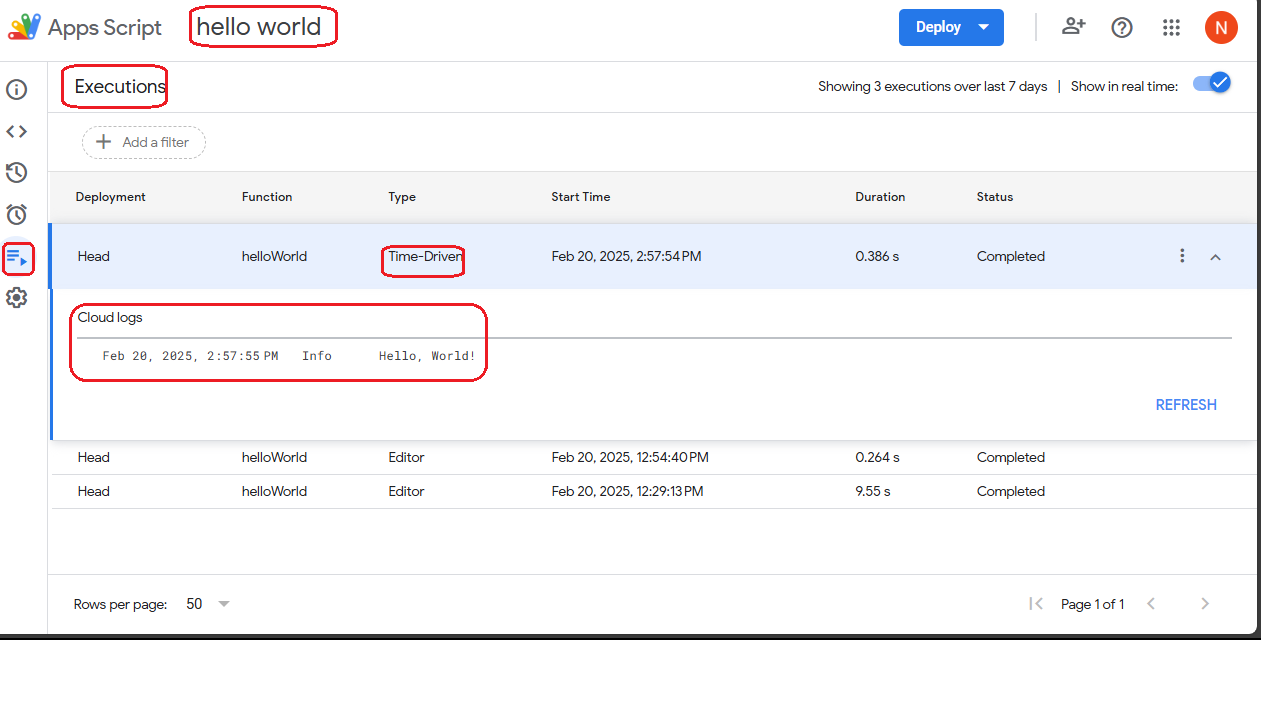 Apps Script hello world Deploy N
Executions Showing 3 executions over last 7 days | Show in real time:
Add a filter
Deployment Function Type Start Time Duration Status
Head helloWorld Time-Driven Feb 20, 2025, 2:57:54 PM 0.386 s Completed
Cloud logs
Feb 20, 2025, 2:57:55 PM Info Hello, World!
REFRESH
Head helloWorld Editor Feb 20, 2025, 12:54:40 PM 0.264 s Completed
Head helloWorld Editor Feb 20, 2025, 12:29:13 PM 9.55 s Completed
Rows per page: 50 Page 1 of 1